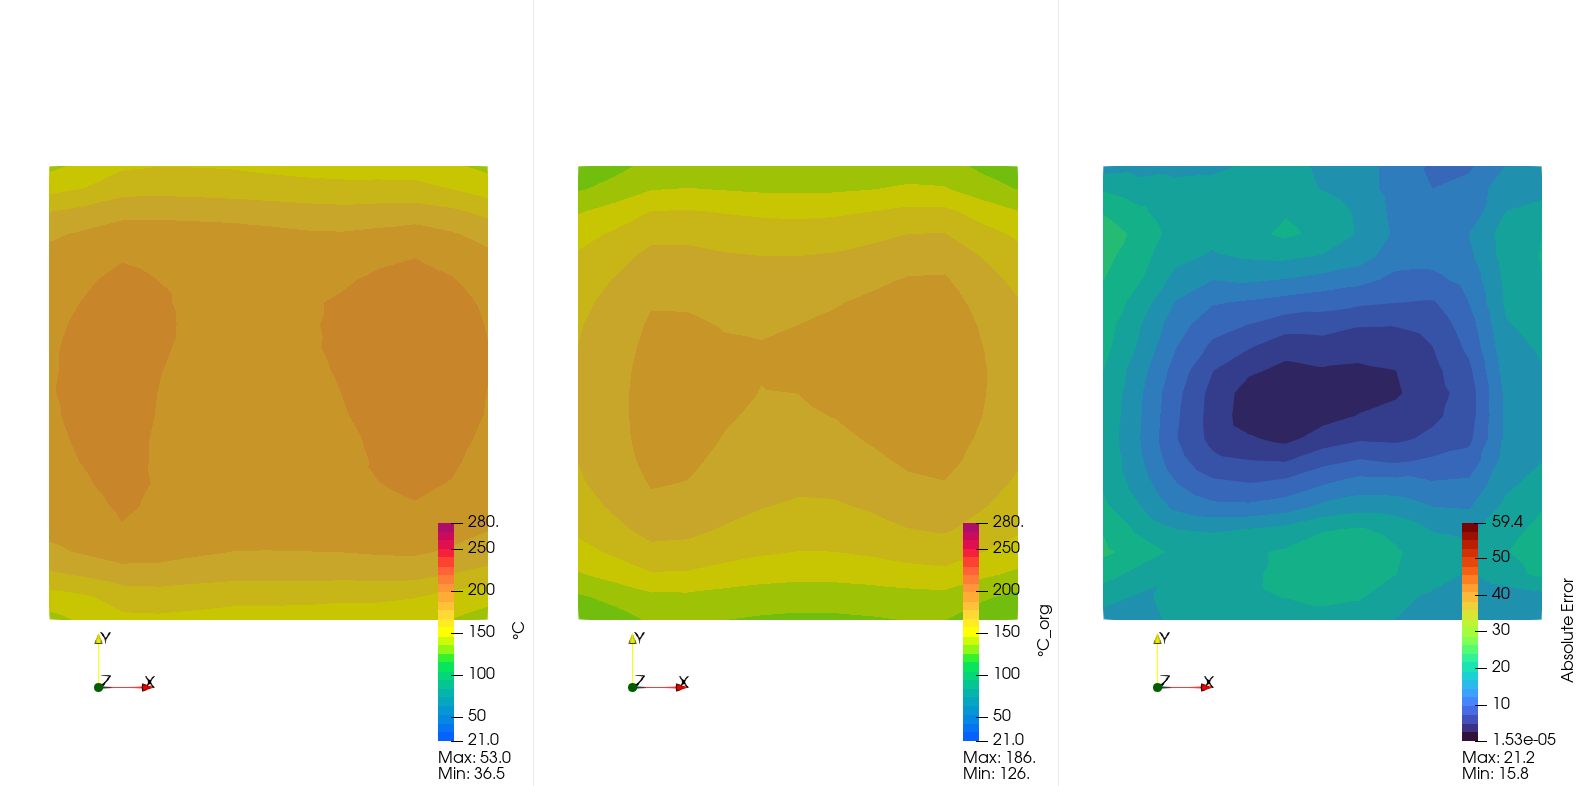 280.
250
200
150
100
50
21.0
°C
Max: 53.0
Min: 36.5
Y
Z
X
280.
250
200
150
100
50
21.0
°C_org
Max: 186.
Min: 126.
Y
Z
X
59.4
50
40
30
20
10
1.53e-05
Absolute Error
Max: 21.2
Min: 15.8
Y
Z
X